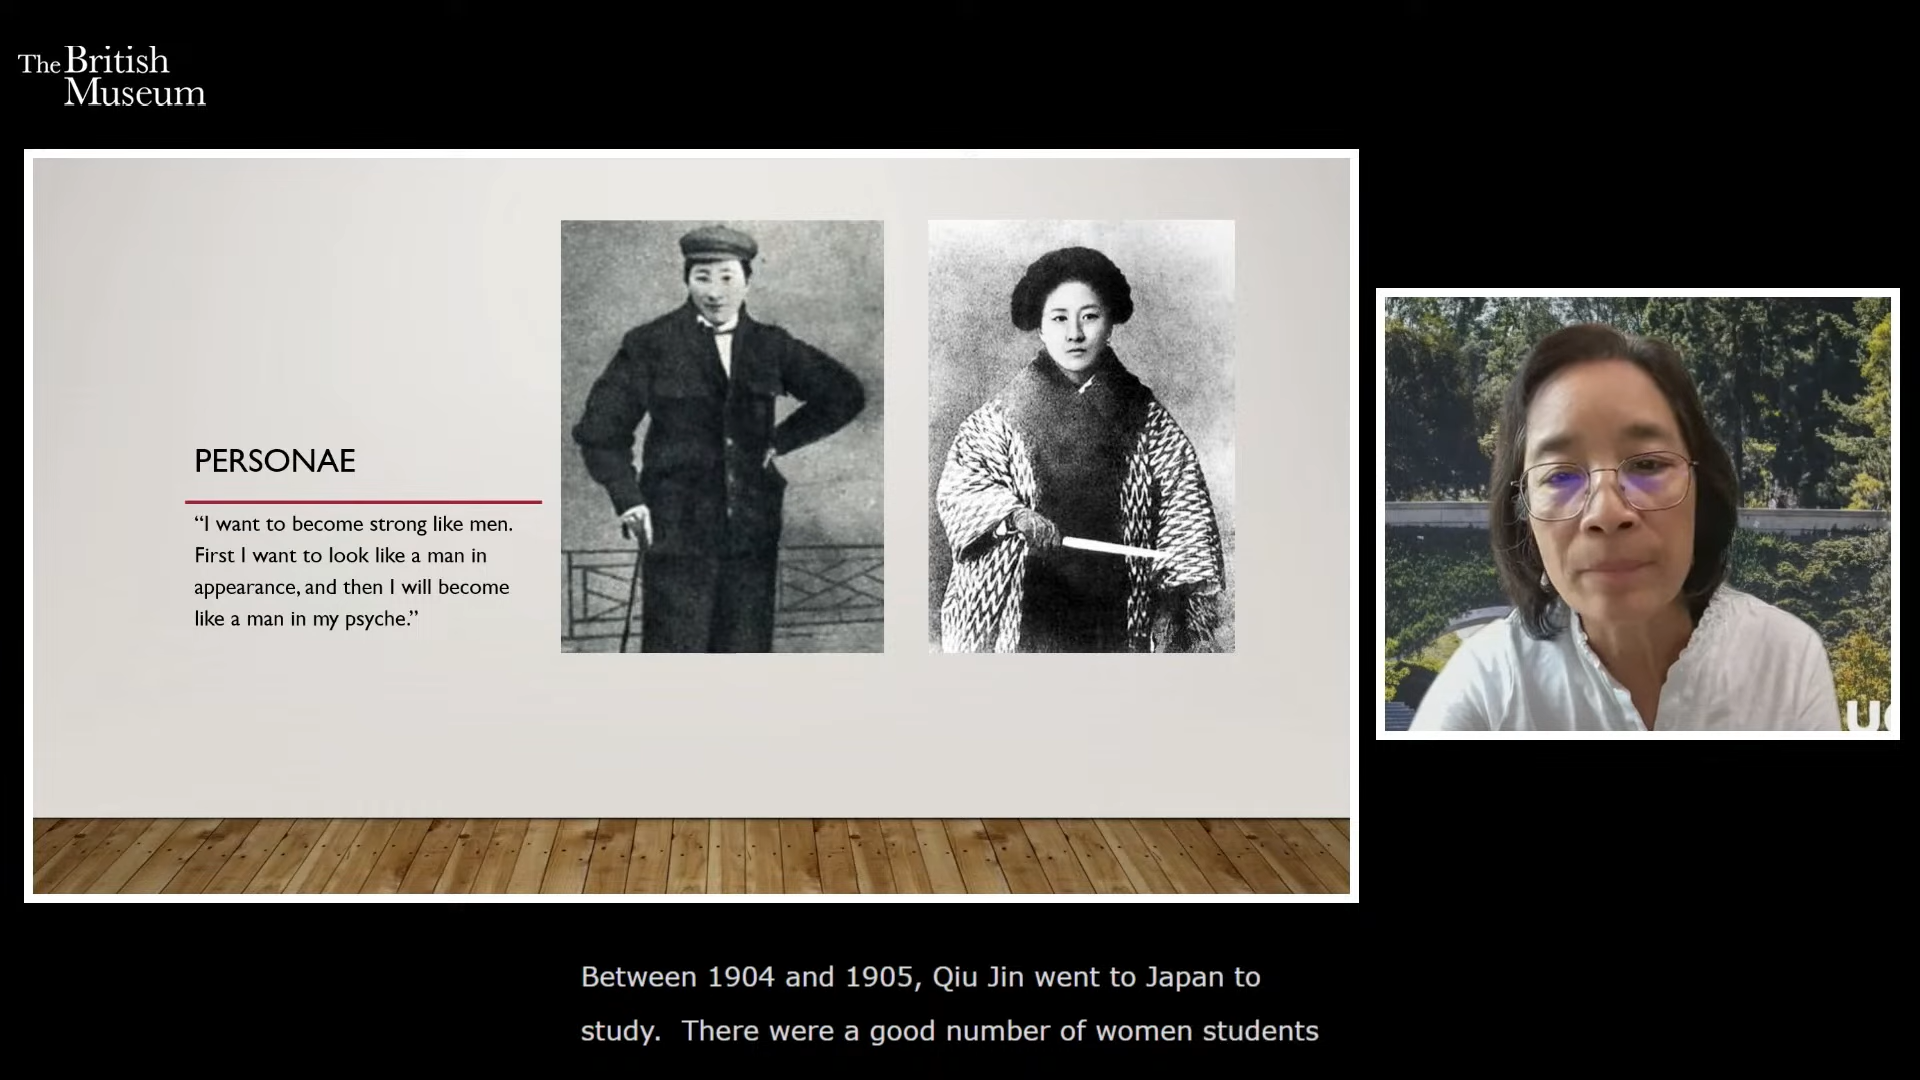 The British
Museum
PERSONAE
“I want to become strong like men.
First I want to look like a man in
appearance, and then I will become
like a man in my psyche.”
Between 1904 and 1905, Qiu Jin went to Japan to
study.  There were a good number of women students